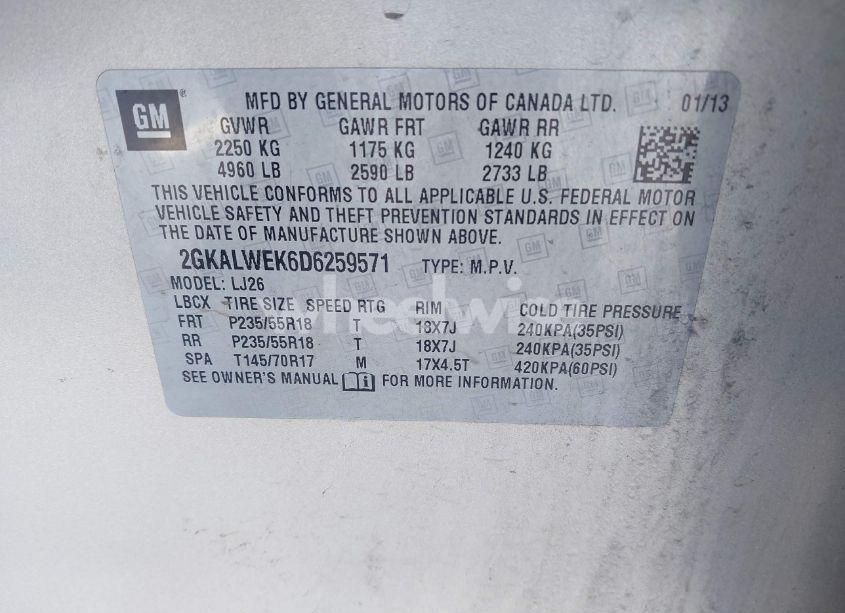 GM® MFD BY GENERAL MOTORS OF CANADA LTD. 01/13
GVWR GAWR FRT GAWR RR
2250 KG 1175 KG 1240 KG
4960 LB 2590 LB 2733 LB
THIS VEHICLE CONFORMS TO ALL APPLICABLE U.S. FEDERAL MOTOR
VEHICLE SAFETY AND THEFT PREVENTION STANDARDS IN EFFECT ON
THE DATE OF MANUFACTURE SHOWN ABOVE.
2GKALWEK6D6259571 TYPE: M.P.V.
MODEL: LJ26
LBCX TIRE SIZE SPEED RTG RIM COLD TIRE PRESSURE
FRT P235/55R18 T 18X7J 240KPA(35PSI)
RR P235/55R18 T 18X7J 240KPA(35PSI)
SPA T145/70R17 M 17X4.5T 420KPA(60PSI)
SEE OWNER'S MANUAL FOR MORE INFORMATION.